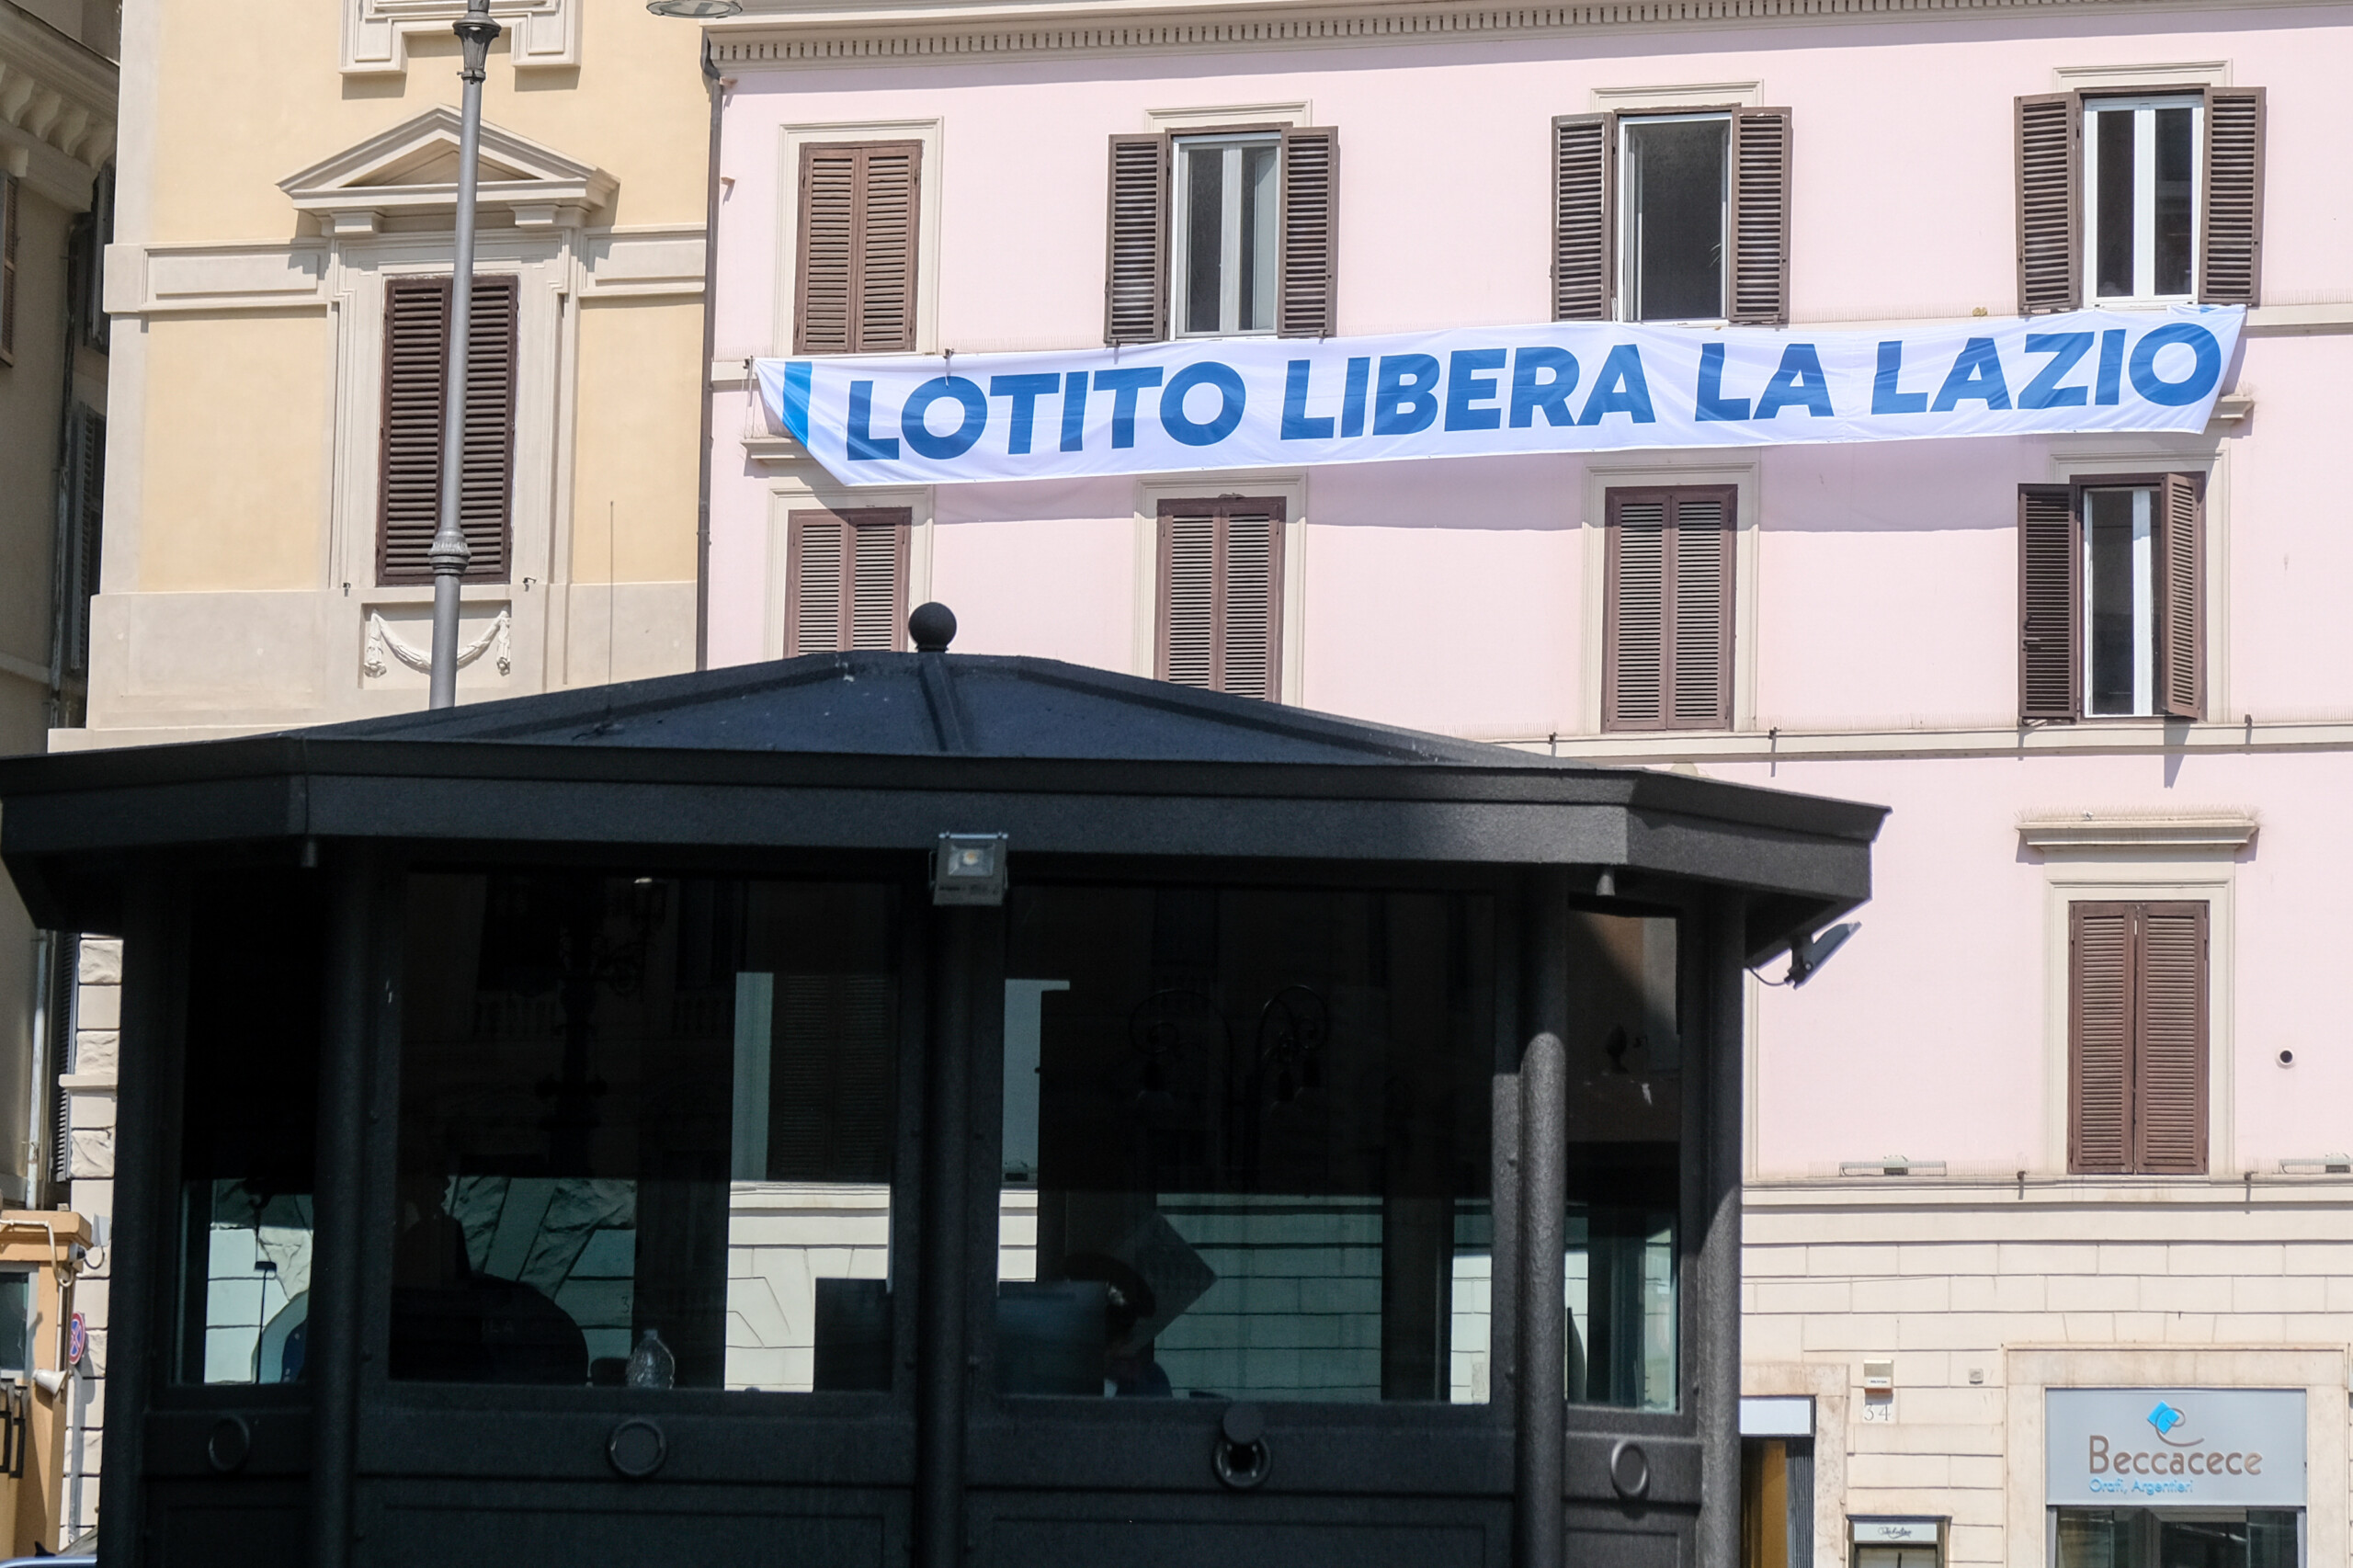 LOTITO LIBERA LA LAZIO
34
Beccacece
Orafi, Argentieri